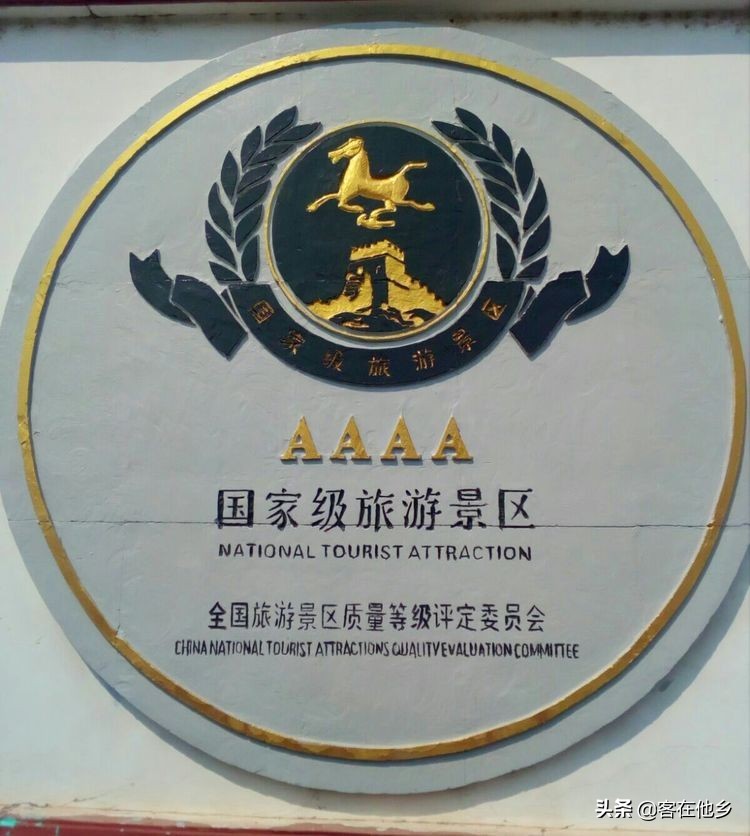 国家级旅游景区
AAAA
国家级旅游景区
NATIONAL TOURIST ATTRACTION
全国旅游景区质量等级评定委员会
CHINA NATIONAL TOURIST ATTRACTIONS QUALITY EVALUATION COMMITTEE
头条 @客在他乡